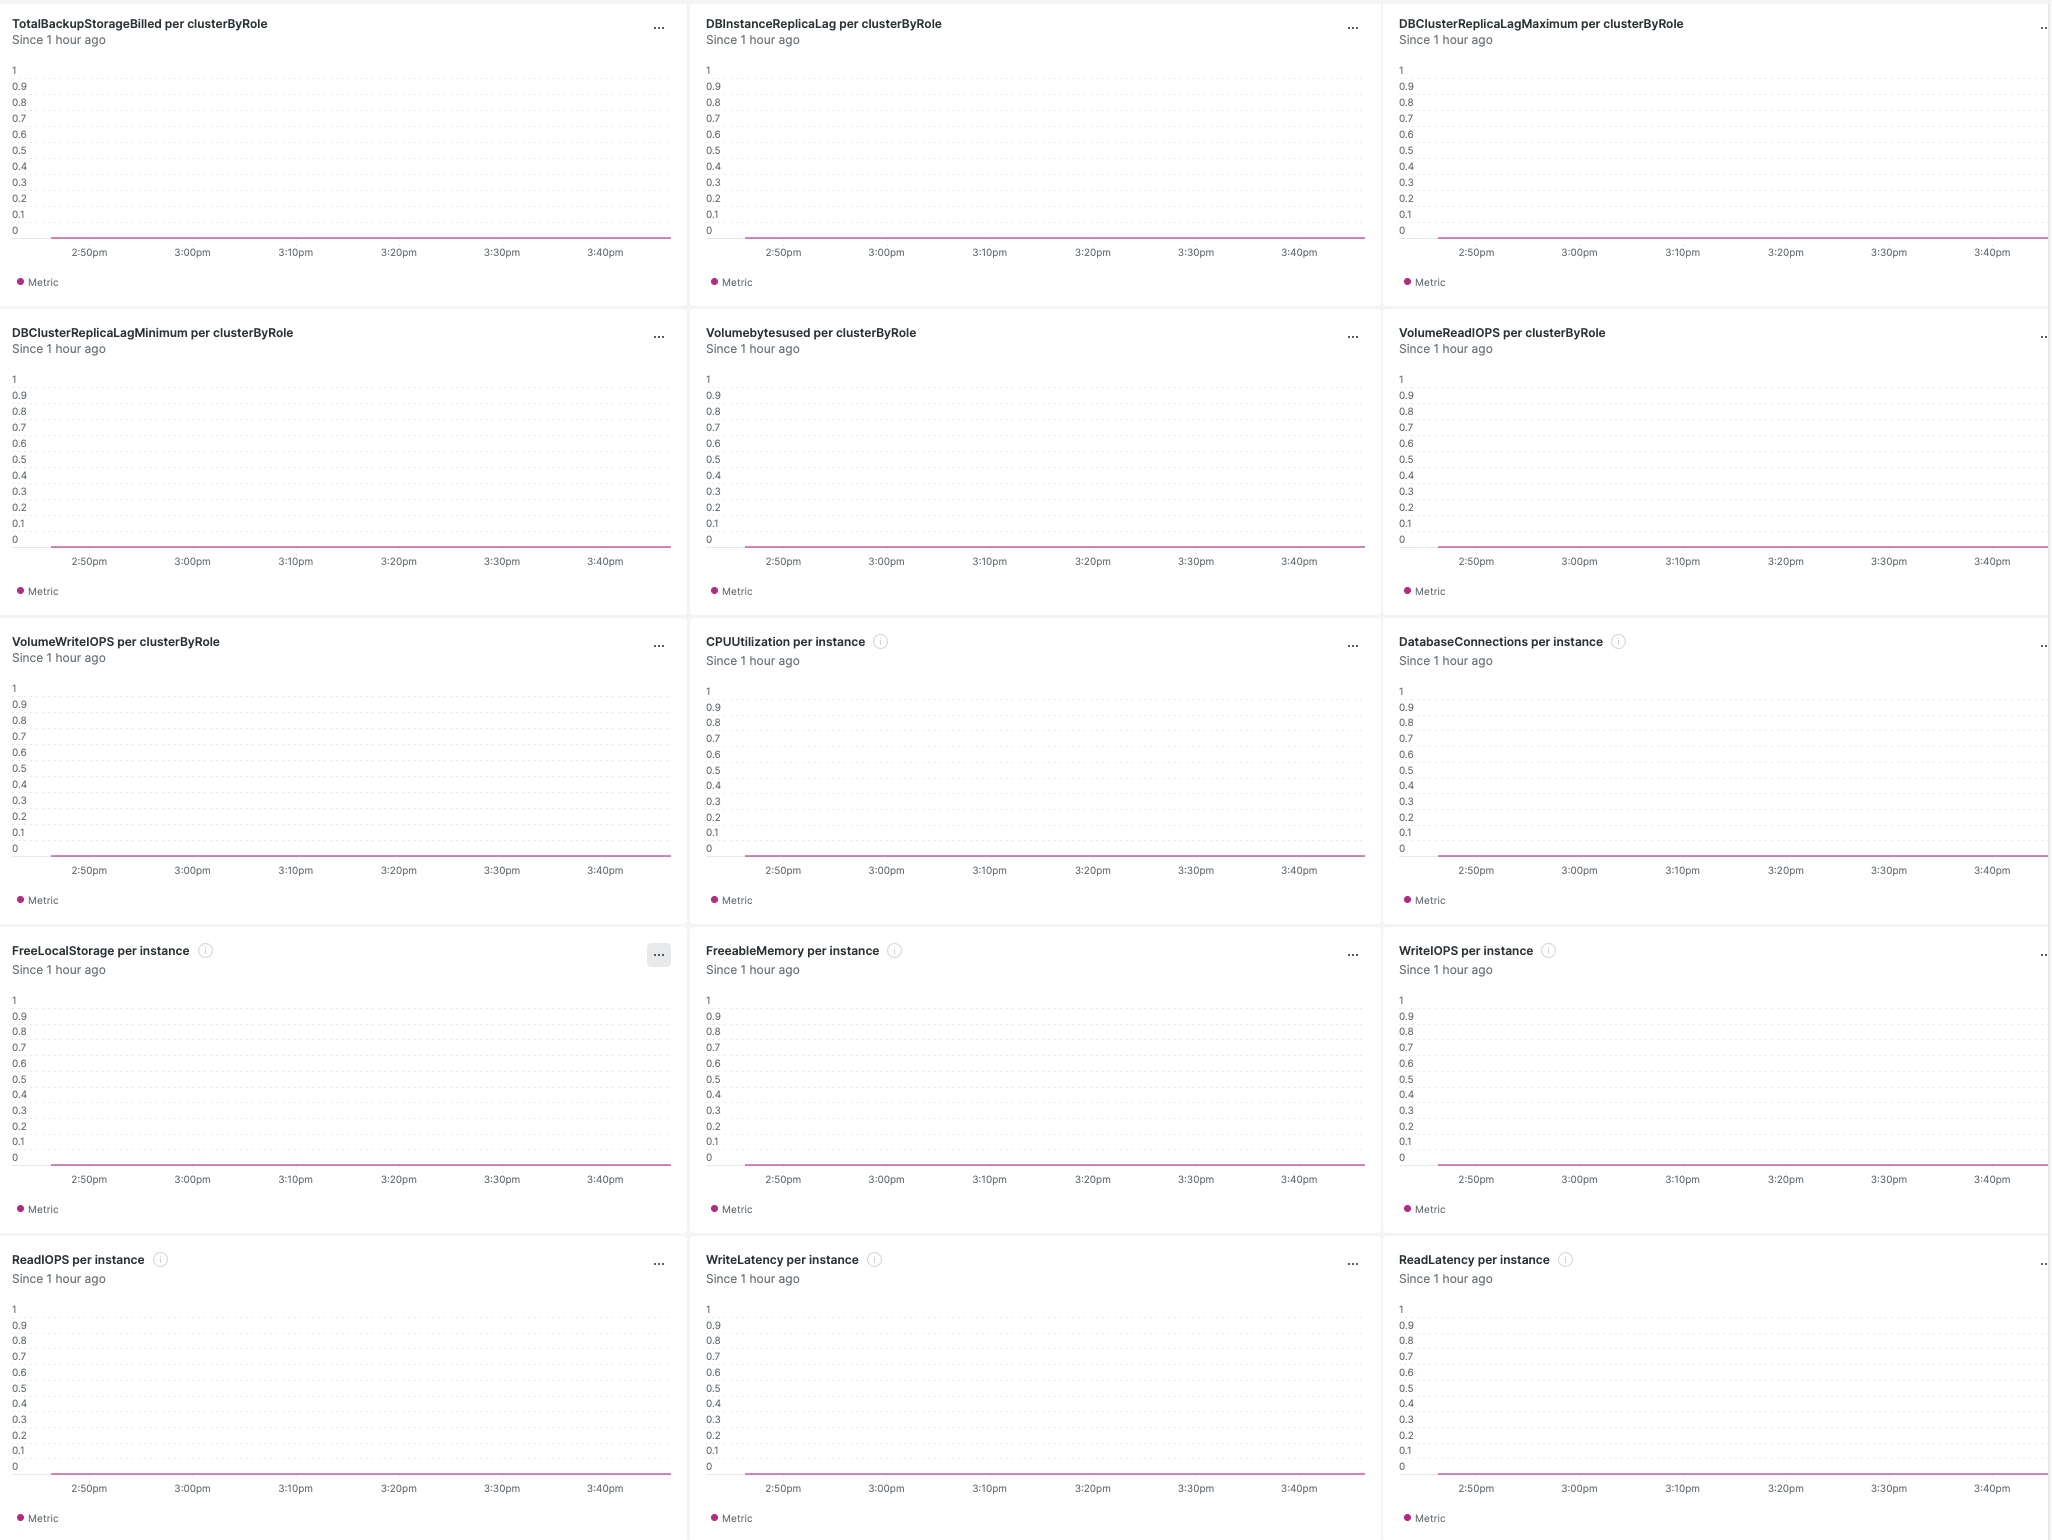 TotalBackupStorageBilled per clusterByRole
Since 1 hour ago
...
1
0.9
0.8
0.7
0.6
0.5
0.4
0.3
0.2
0.1
0
2:50pm 3:00pm 3:10pm 3:20pm 3:30pm 3:40pm
Metric
DBInstanceReplicaLag per clusterByRole
Since 1 hour ago
...
1
0.9
0.8
0.7
0.6
0.5
0.4
0.3
0.2
0.1
0
2:50pm 3:00pm 3:10pm 3:20pm 3:30pm 3:40pm
Metric
DBClusterReplicaLagMaximum per clusterByRole
Since 1 hour ago
1
0.9
0.8
0.7
0.6
0.5
0.4
0.3
0.2
0.1
0
2:50pm 3:00pm 3:10pm 3:20pm 3:30pm 3:40pm
Metric
DBClusterReplicaLagMinimum per clusterByRole
Since 1 hour ago
...
1
0.9
0.8
0.7
0.6
0.5
0.4
0.3
0.2
0.1
0
2:50pm 3:00pm 3:10pm 3:20pm 3:30pm 3:40pm
Metric
Volumebytesused per clusterByRole
Since 1 hour ago
...
1
0.9
0.8
0.7
0.6
0.5
0.4
0.3
0.2
0.1
0
2:50pm 3:00pm 3:10pm 3:20pm 3:30pm 3:40pm
Metric
VolumeReadIOPS per clusterByRole
Since 1 hour ago
1
0.9
0.8
0.7
0.6
0.5
0.4
0.3
0.2
0.1
0
2:50pm 3:00pm 3:10pm 3:20pm 3:30pm 3:40pm
Metric
VolumeWriteIOPS per clusterByRole
Since 1 hour ago
...
1
0.9
0.8
0.7
0.6
0.5
0.4
0.3
0.2
0.1
0
2:50pm 3:00pm 3:10pm 3:20pm 3:30pm 3:40pm
Metric
CPUUtilization per instance
Since 1 hour ago
...
1
0.9
0.8
0.7
0.6
0.5
0.4
0.3
0.2
0.1
0
2:50pm 3:00pm 3:10pm 3:20pm 3:30pm 3:40pm
Metric
DatabaseConnections per instance
Since 1 hour ago
1
0.9
0.8
0.7
0.6
0.5
0.4
0.3
0.2
0.1
0
2:50pm 3:00pm 3:10pm 3:20pm 3:30pm 3:40pm
Metric
FreeLocalStorage per instance
Since 1 hour ago
...
1
0.9
0.8
0.7
0.6
0.5
0.4
0.3
0.2
0.1
0
2:50pm 3:00pm 3:10pm 3:20pm 3:30pm 3:40pm
Metric
FreeableMemory per instance
Since 1 hour ago
...
1
0.9
0.8
0.7
0.6
0.5
0.4
0.3
0.2
0.1
0
2:50pm 3:00pm 3:10pm 3:20pm 3:30pm 3:40pm
Metric
WriteIOPS per instance
Since 1 hour ago
1
0.9
0.8
0.7
0.6
0.5
0.4
0.3
0.2
0.1
0
2:50pm 3:00pm 3:10pm 3:20pm 3:30pm 3:40pm
Metric
ReadIOPS per instance
Since 1 hour ago
...
1
0.9
0.8
0.7
0.6
0.5
0.4
0.3
0.2
0.1
0
2:50pm 3:00pm 3:10pm 3:20pm 3:30pm 3:40pm
Metric
WriteLatency per instance
Since 1 hour ago
...
1
0.9
0.8
0.7
0.6
0.5
0.4
0.3
0.2
0.1
0
2:50pm 3:00pm 3:10pm 3:20pm 3:30pm 3:40pm
Metric
ReadLatency per instance
Since 1 hour ago
1
0.9
0.8
0.7
0.6
0.5
0.4
0.3
0.2
0.1
0
2:50pm 3:00pm 3:10pm 3:20pm 3:30pm 3:40pm
Metric